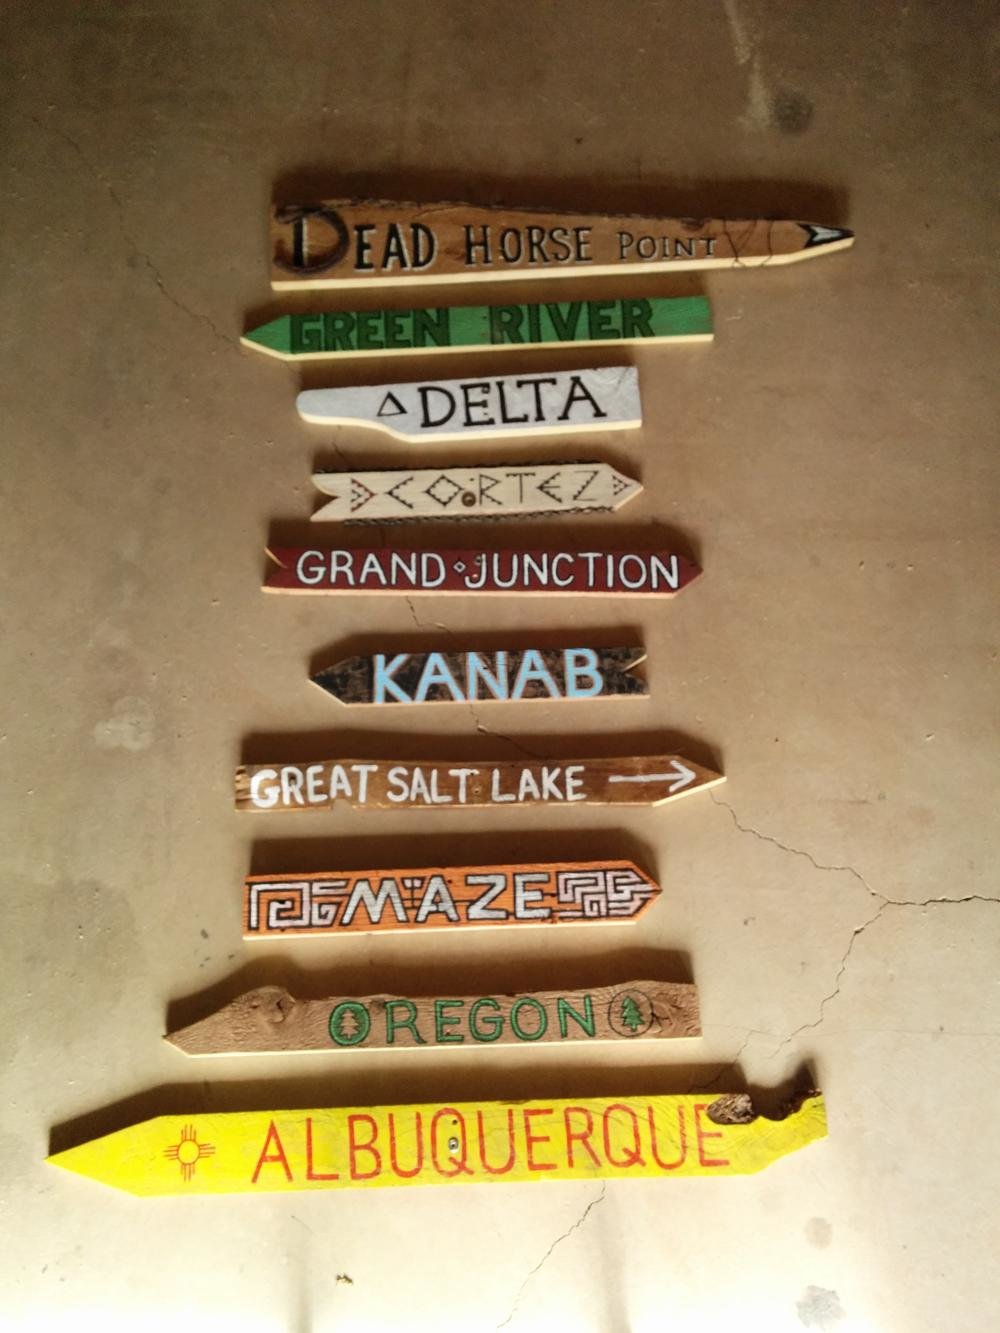 DEAD HORSE POINT
GREEN RIVER
DELTA
CORTEZ
GRAND JUNCTION
KANAB
GREAT SALT LAKE
MAZE
OREGON
ALBUQUERQUE